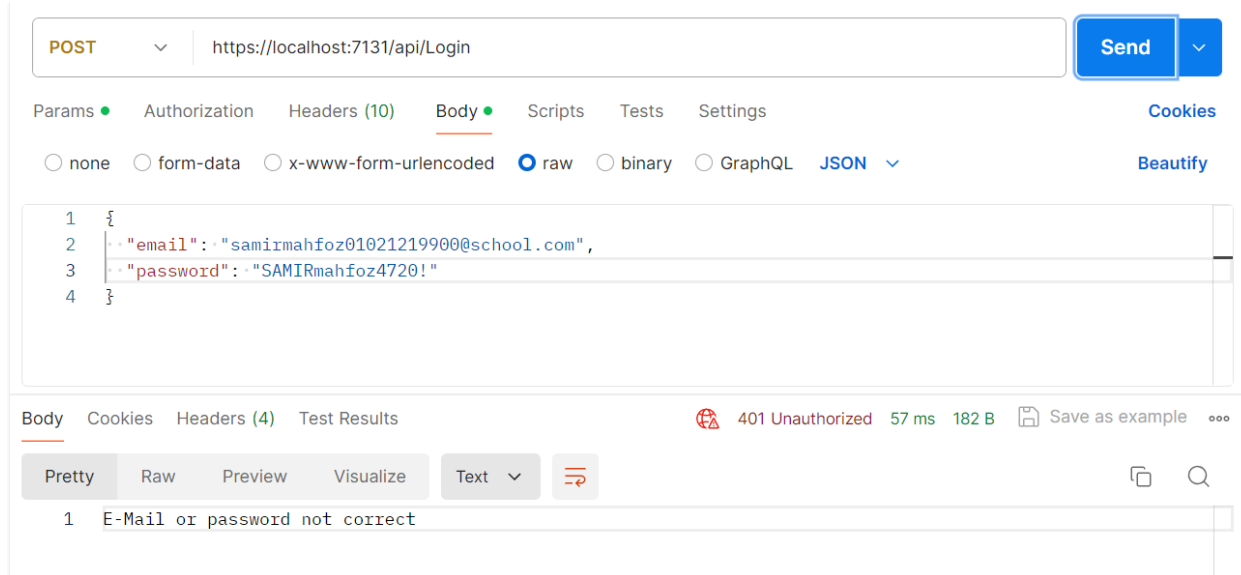 POST https://localhost:7131/api/Login Send
Params Authorization Headers (10) Body Scripts Tests Settings Cookies
none form-data x-www-form-urlencoded raw binary GraphQL JSON Beautify
1 {
2 "email": "samirmahfoz01021219900@school.com",
3 "password": "SAMIRmahfoz4720!"
4 }
Body Cookies Headers (4) Test Results 401 Unauthorized 57 ms 182 B Save as example
Pretty Raw Preview Visualize Text
1 E-Mail or password not correct